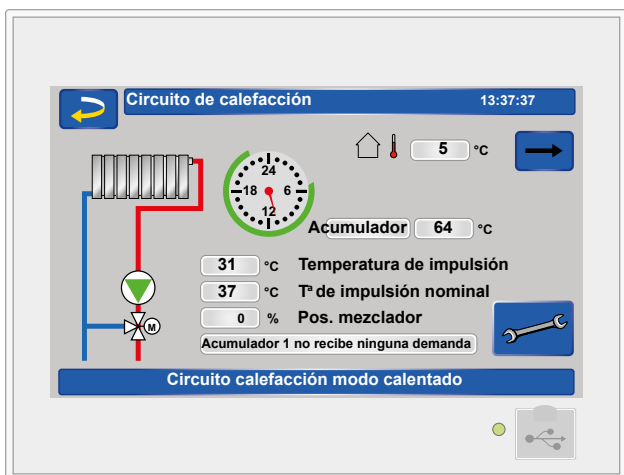 Circuito de calefacción 13:37:37
5 °C
24
18 6
12
Acumulador 64 °C
31 °C Temperatura de impulsión
37 °C Tª de impulsión nominal
0 % Pos. mezclador
M
Acumulador 1 no recibe ninguna demanda
Circuito calefacción modo calentado